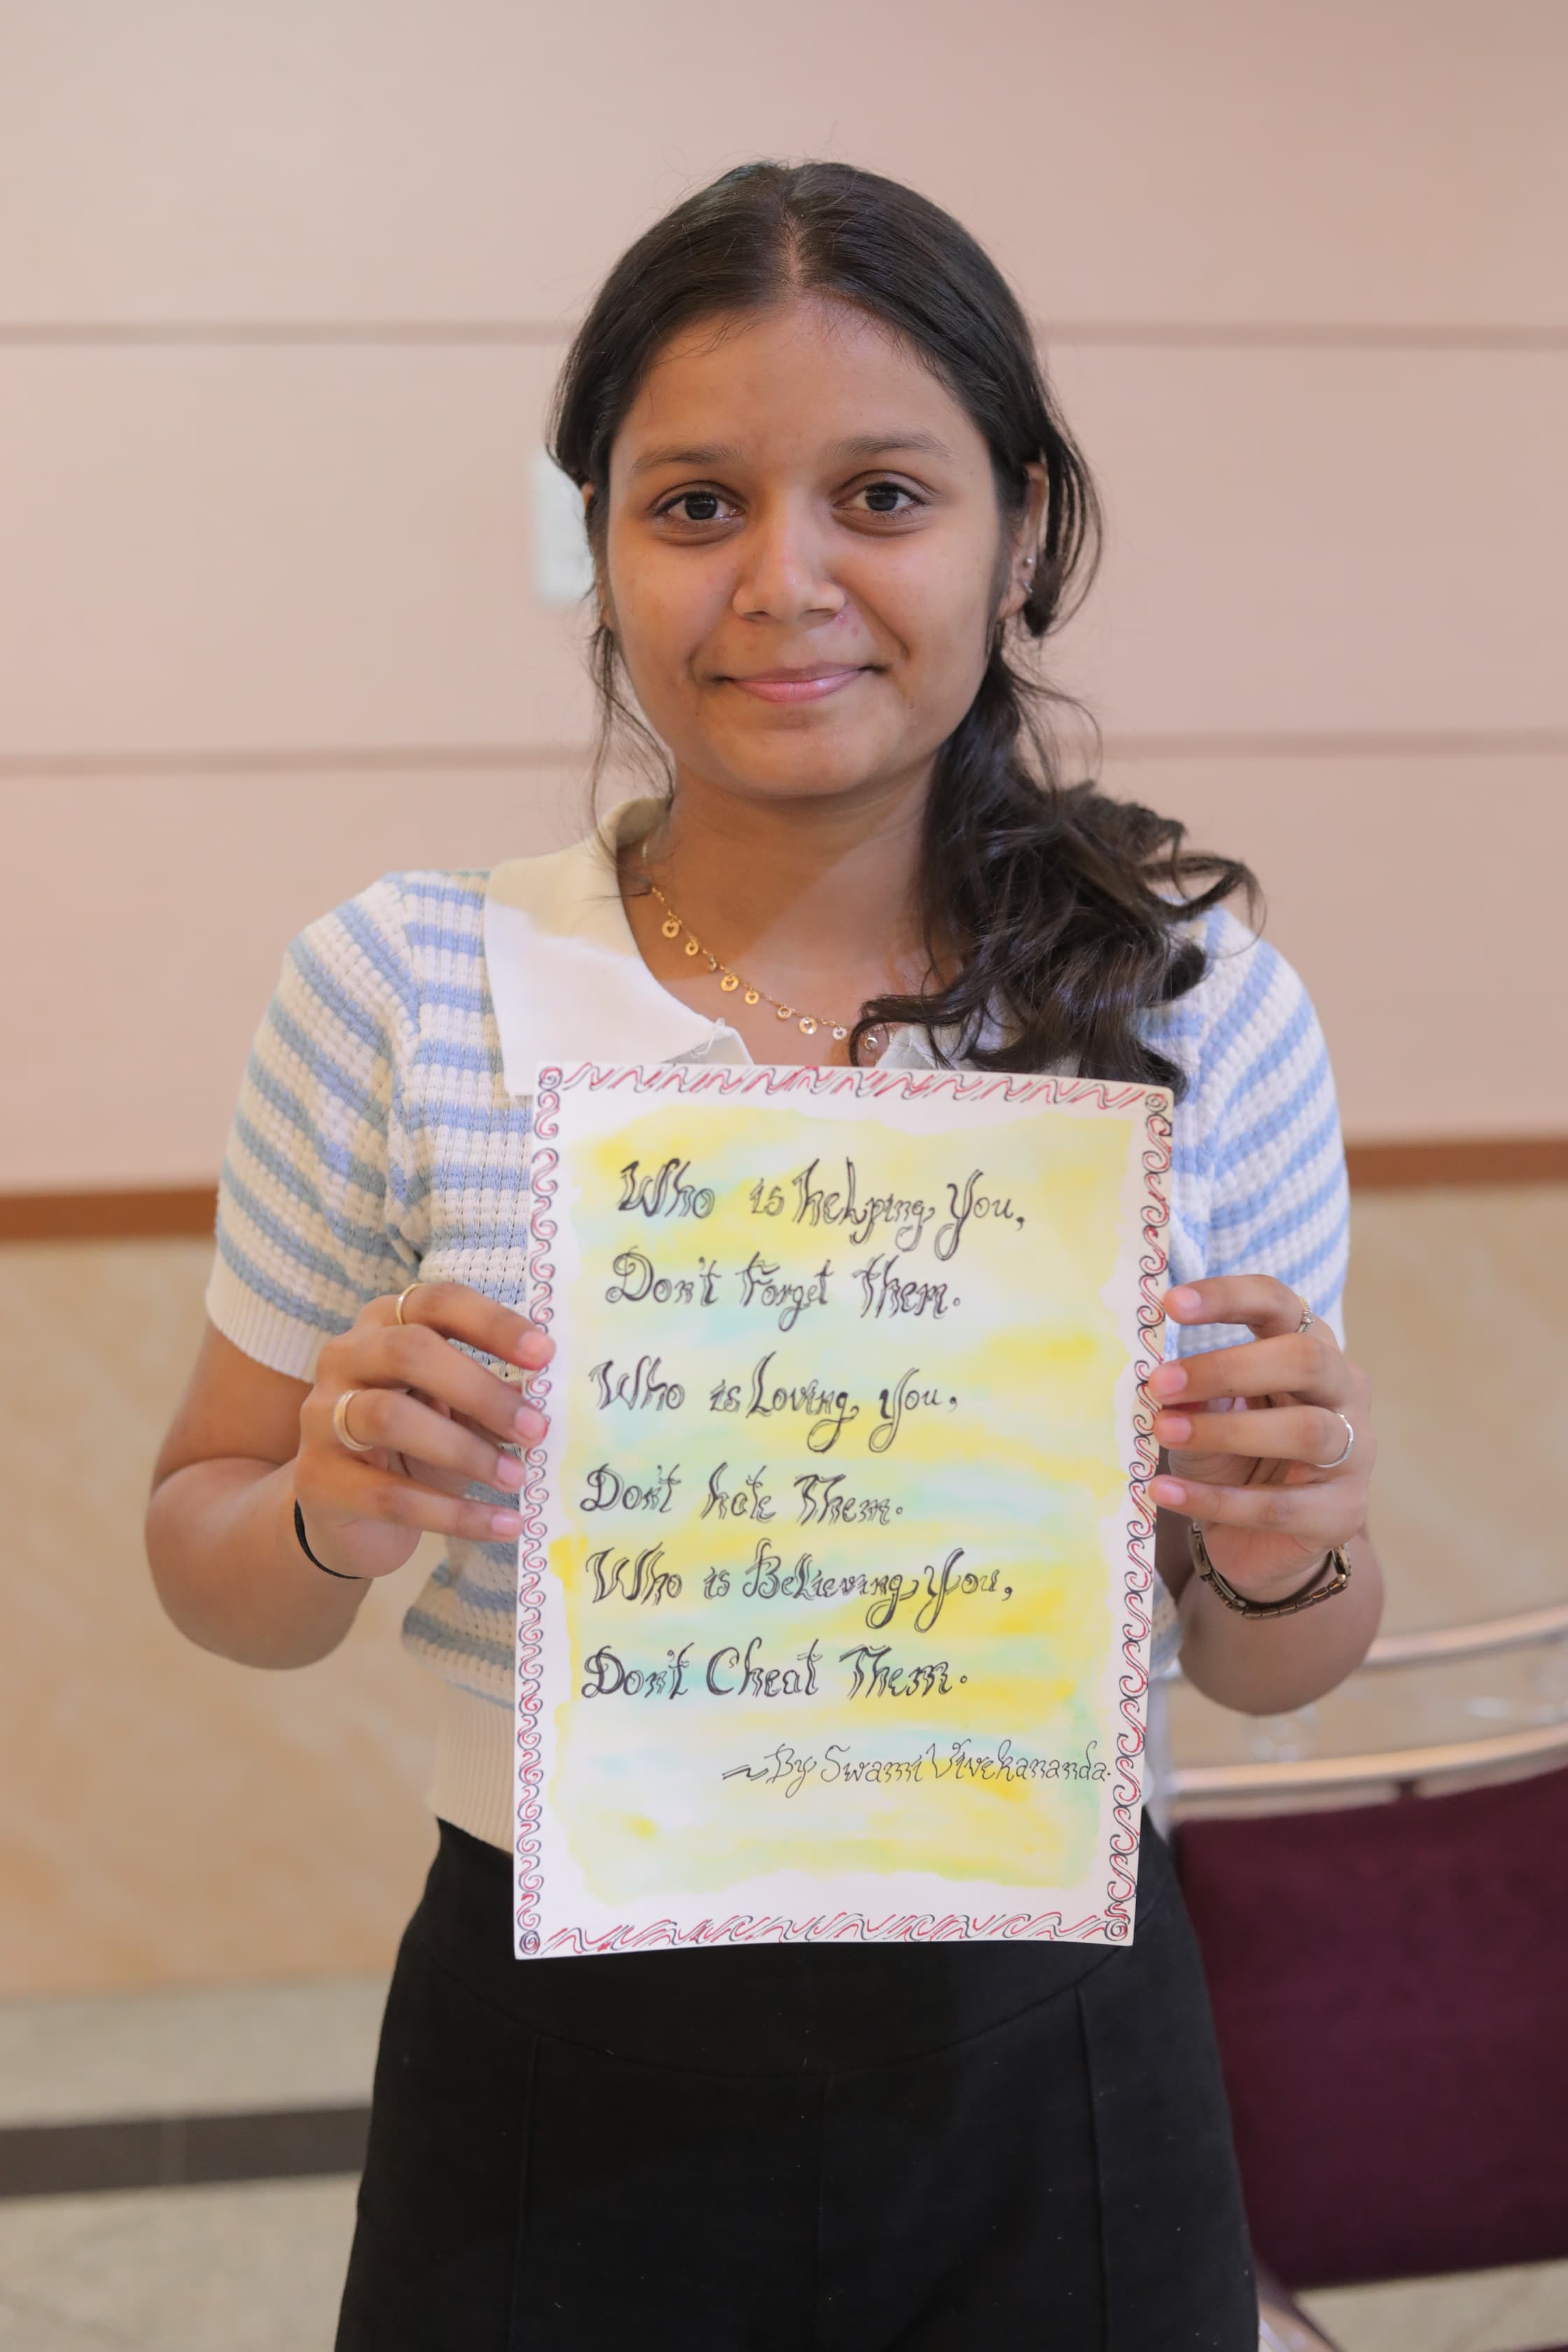 Who is helping You,
Don't Forget Them.
Who is Loving You,
Don't hate Them.
Who is Believing You,
Don't Cheat Them.
~By Swami Vivekananda.